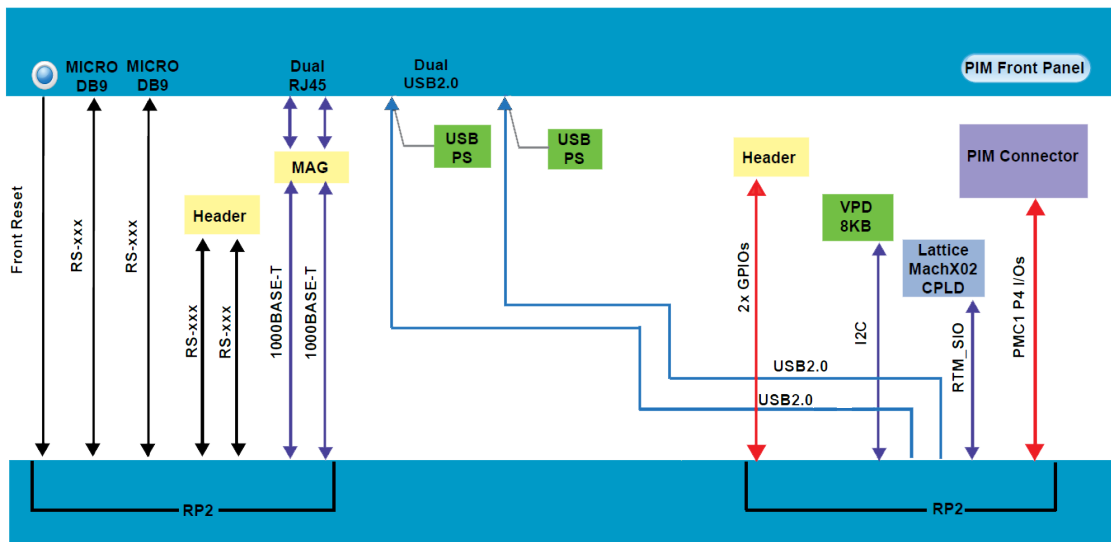 MICRO
DB9
MICRO
DB9
Dual
RJ45
Dual
USB2.0
PIM Front Panel
USB
PS
USB
PS
MAG
Header
Header
PIM Connector
VPD
8KB
Lattice
MachX02
CPLD
Front Reset
RS-xxx
RS-xxx
RS-xxx
RS-xxx
1000BASE-T
1000BASE-T
2x GPIOs
I2C
RTM_SIO
PMC1 P4 I/Os
USB2.0
USB2.0
RP2
RP2